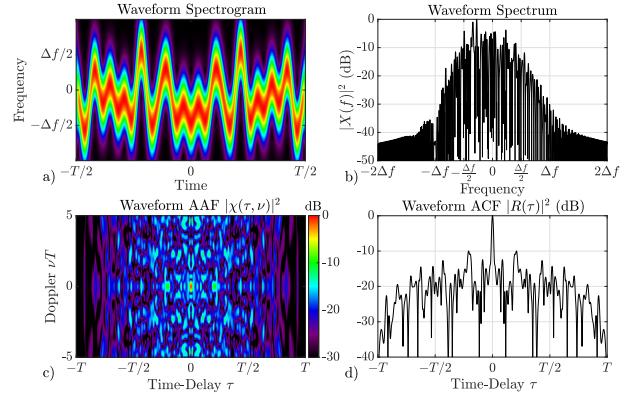 Waveform Spectrogram
Frequency
Δf/2
0
−Δf/2
−T/2
0
T/2
Time
a)
Waveform Spectrum
|X(f)|² (dB)
0
−10
−20
−30
−40
−50
−2Δf
−Δf
−Δf/2
0
Δf/2
Δf
2Δf
Frequency
b)
Waveform AAF |χ(τ, ν)|²
dB
Doppler νT
5
0
-5
−T
−T/2
0
T/2
T
Time-Delay τ
0
−10
−20
−30
c)
Waveform ACF |R(τ)|² (dB)
0
−10
−20
−30
−40
−T
−T/2
0
T/2
T
Time-Delay τ
d)